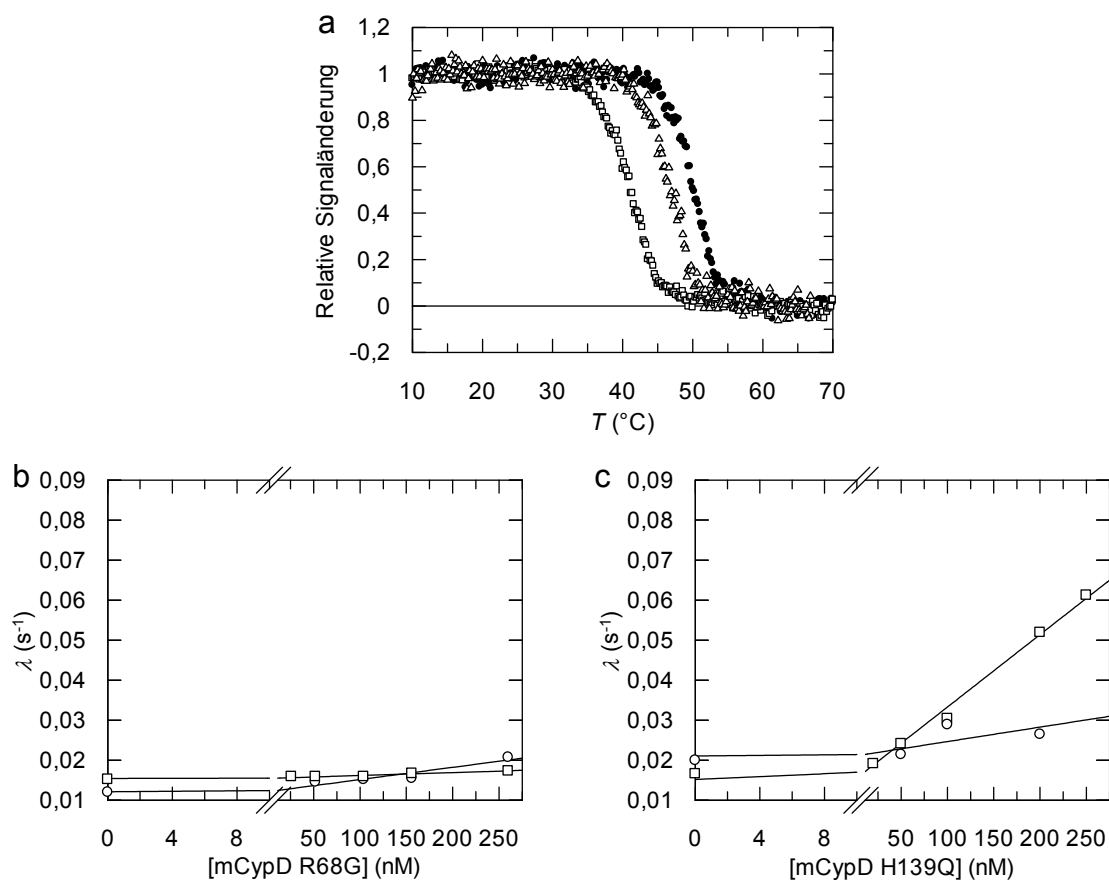 a
Relative Signaländerung
1,2
1
0,8
0,6
0,4
0,2
0
-0,2
10 20 30 40 50 60 70
T (°C)
b
λ (s-1)
0,09
0,08
0,07
0,06
0,05
0,04
0,03
0,02
0,01
0 4 8 50 100 150 200 250
[mCypD R68G] (nM)
c
λ (s-1)
0,09
0,08
0,07
0,06
0,05
0,04
0,03
0,02
0,01
0 4 8 50 100 150 200 250
[mCypD H139Q] (nM)